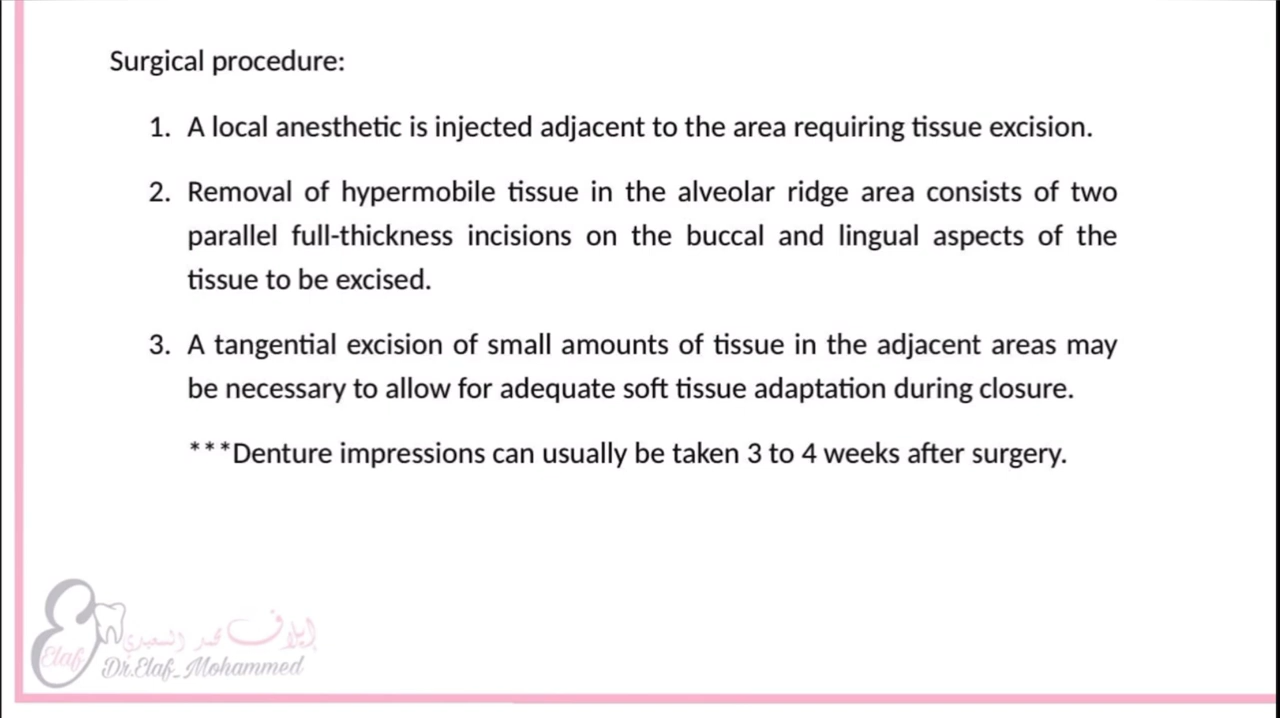 Surgical procedure:
1. A local anesthetic is injected adjacent to the area requiring tissue excision.
2. Removal of hypermobile tissue in the alveolar ridge area consists of two
parallel full-thickness incisions on the buccal and lingual aspects of the
tissue to be excised.
3. A tangential excision of small amounts of tissue in the adjacent areas may
be necessary to allow for adequate soft tissue adaptation during closure.
***Denture impressions can usually be taken 3 to 4 weeks after surgery.
إيلاف محمد السعيدي
Elaf
Dr.Elaf_Mohammed